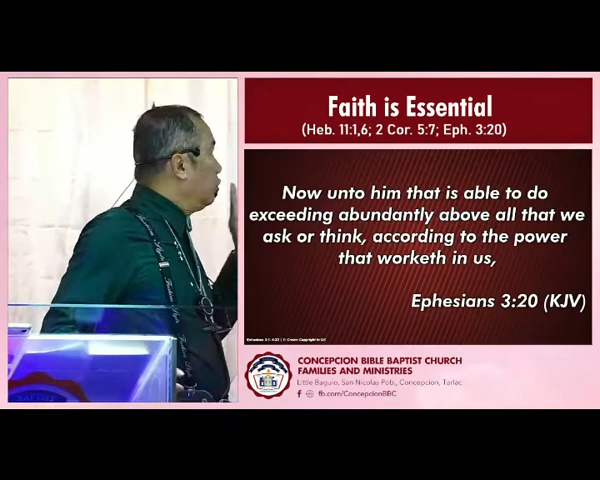 Faith is Essential
(Heb. 11:1,6; 2 Cor. 5:7; Eph. 3:20)
Now unto him that is able to do
exceeding abundantly above all that we
ask or think, according to the power
that worketh in us,
Ephesians 3:20 (KJV)
CONCEPCION BIBLE BAPTIST CHURCH
FAMILIES AND MINISTRIES
Little Baguio, San Nicolas Pob., Concepcion, Tarlac
fb.com/ConcepcionBBC